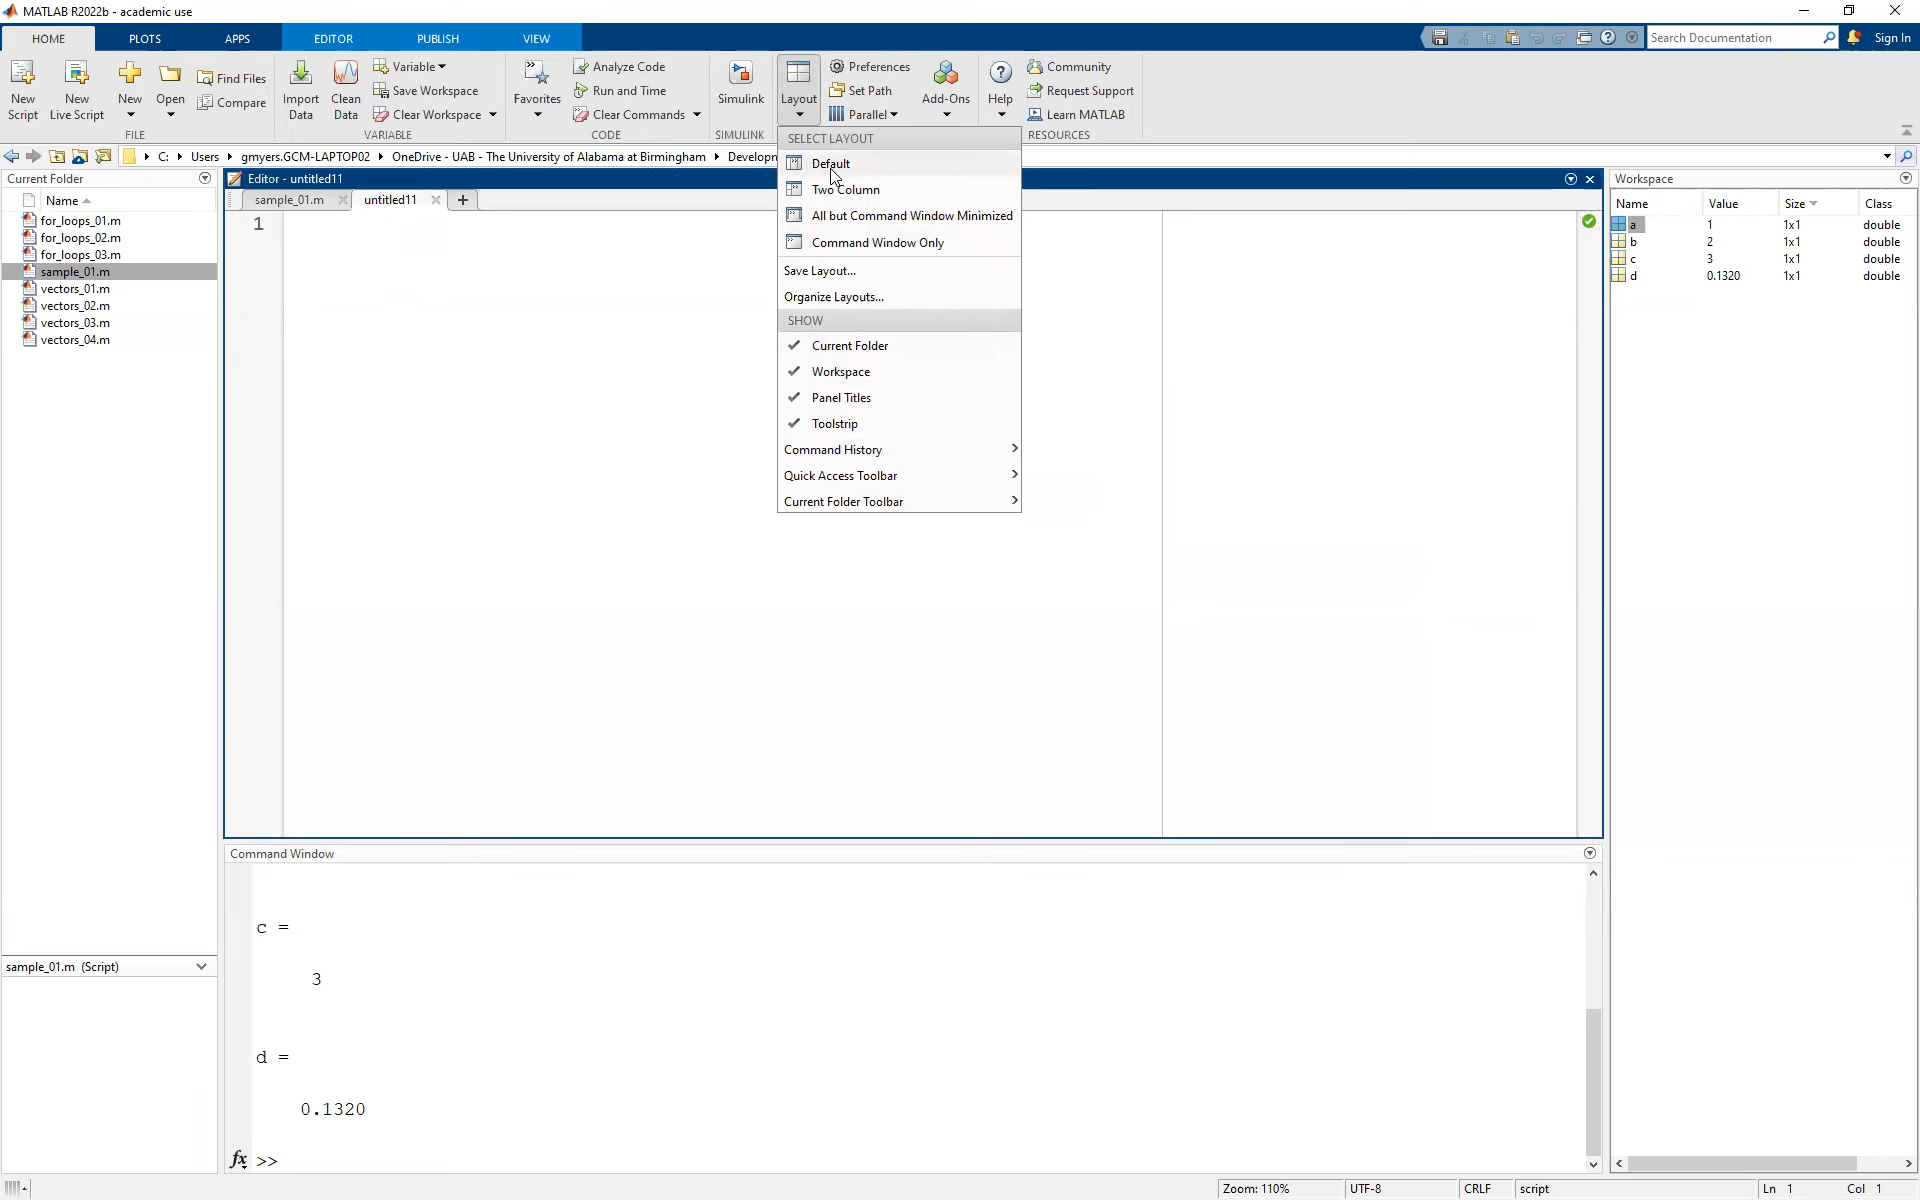 MATLAB R2022b - academic use
HOME PLOTS APPS EDITOR PUBLISH VIEW Search Documentation Sign In
New Script New Live Script New Open Find Files Compare
FILE
Import Data Clean Data Variable Save Workspace Clear Workspace
VARIABLE
Favorites Analyze Code Run and Time Clear Commands
CODE
Simulink
SIMULINK
Layout Preferences Set Path Parallel Add-Ons
Help Community Request Support Learn MATLAB
RESOURCES
C: Users gmyers.GCM-LAPTOP02 OneDrive - UAB - The University of Alabama at Birmingham Developn
SELECT LAYOUT
Default
Two Column
All but Command Window Minimized
Command Window Only
Save Layout...
Organize Layouts...
SHOW
Current Folder
Workspace
Panel Titles
Toolstrip
Command History
Quick Access Toolbar
Current Folder Toolbar
Current Folder
Name
for_loops_01.m
for_loops_02.m
for_loops_03.m
sample_01.m
vectors_01.m
vectors_02.m
vectors_03.m
vectors_04.m
sample_01.m (Script)
Editor - untitled11
sample_01.m untitled11 +
1
Command Window
c =
3
d =
0.1320
fx >>
Workspace
Name Value Size Class
a 1 1x1 double
b 2 1x1 double
c 3 1x1 double
d 0.1320 1x1 double
Zoom: 110% UTF-8 CRLF script Ln 1 Col 1